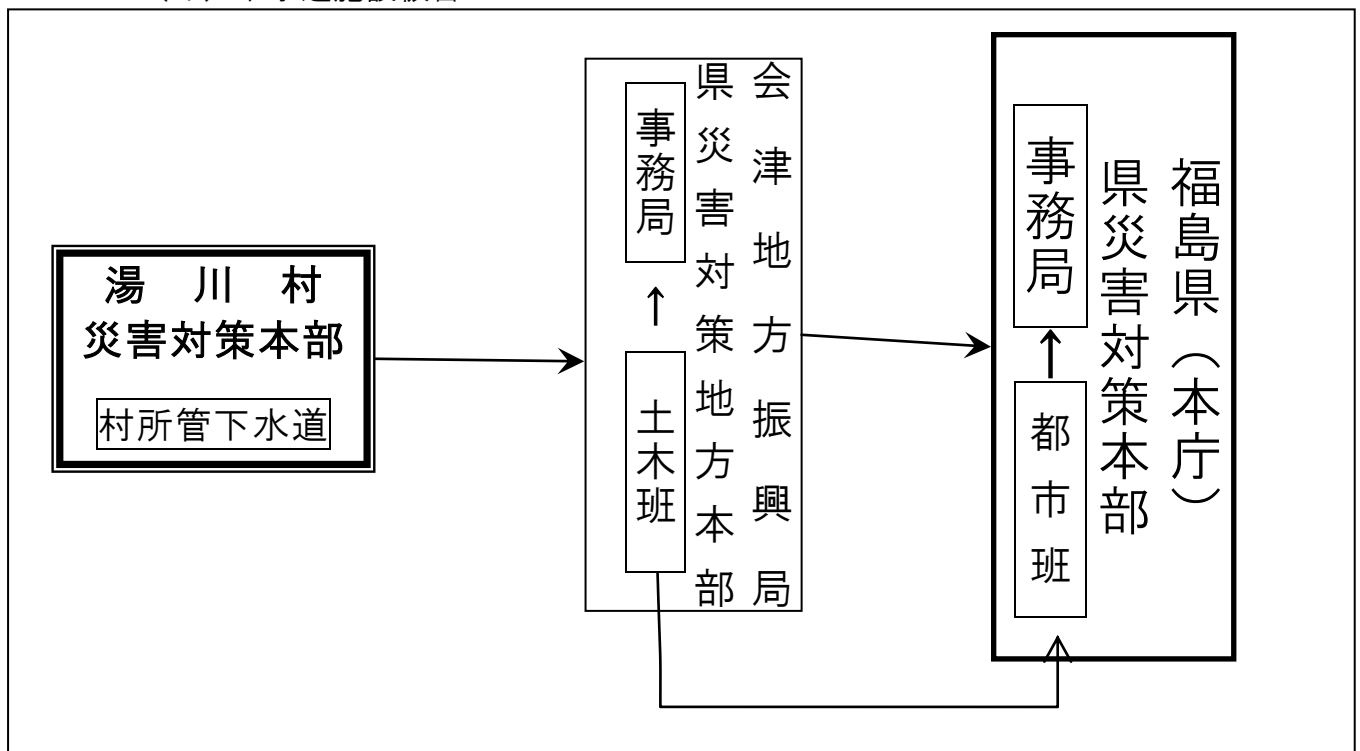 湯川村
災害対策本部
村所管下水道
会津地方振興局
県災害対策地方本部
事務局
↑
土木班
福島県（本庁）
県災害対策本部
事務局
↑
都市班